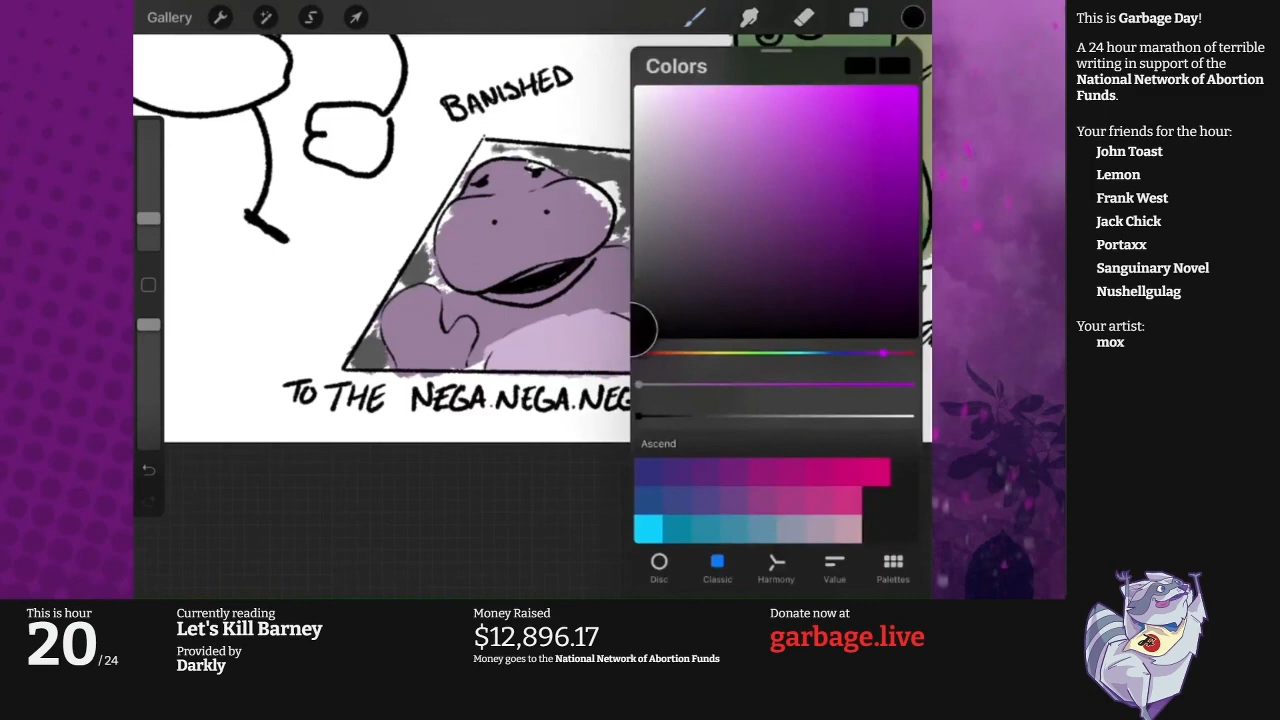 Gallery
BANISHED
TO THE NEGA.NEGA.NEG
Colors
Ascend
Disc
Classic
Harmony
Value
Palettes
This is Garbage Day!
A 24 hour marathon of terrible
writing in support of the
National Network of Abortion
Funds.
Your friends for the hour:
John Toast
Lemon
Frank West
Jack Chick
Portaxx
Sanguinary Novel
Nushellgulag
Your artist:
mox
This is hour
20/24
Currently reading
Let's Kill Barney
Provided by
Darkly
Money Raised
$12,896.17
Money goes to the National Network of Abortion Funds
Donate now at
garbage.live